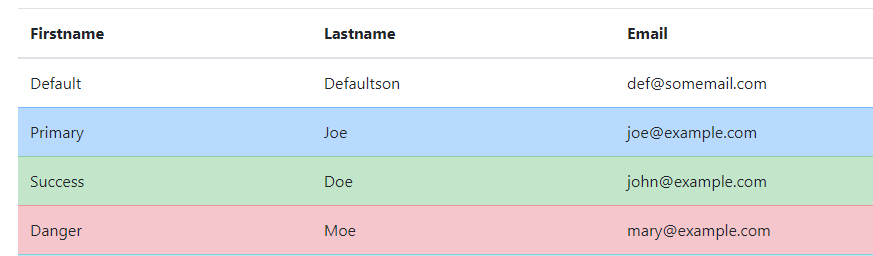 Firstname Lastname Email
Default Defaultson def@somemail.com
Primary Joe joe@example.com
Success Doe john@example.com
Danger Moe mary@example.com